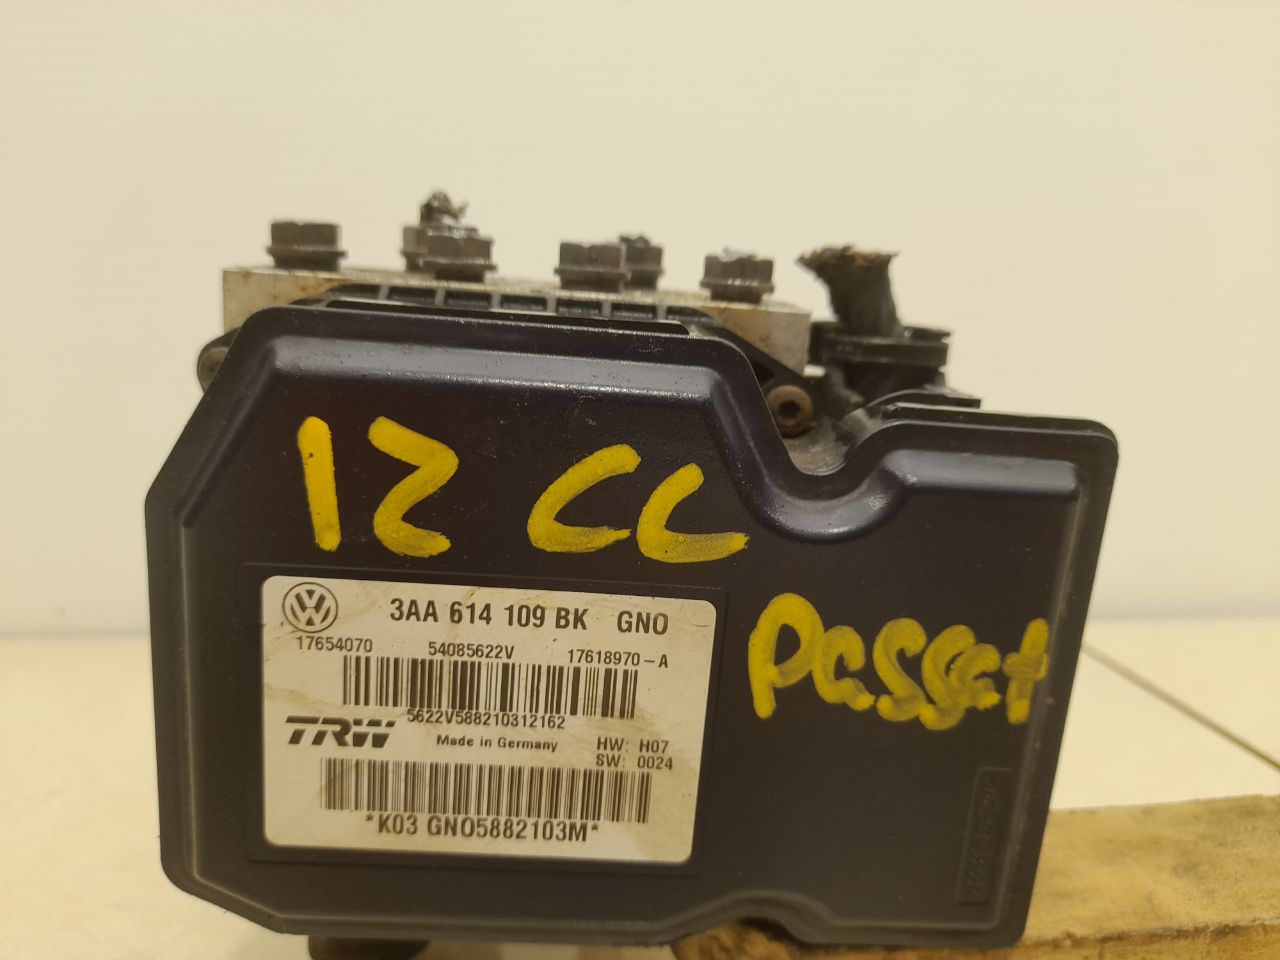 12 CC
Passat
3AA 614 109 BK GNO
17654070 54085622V 17618970-A
5622V588210312162
TRW Made in Germany HW: H07
SW: 0024
*K03 GNO5882103M*